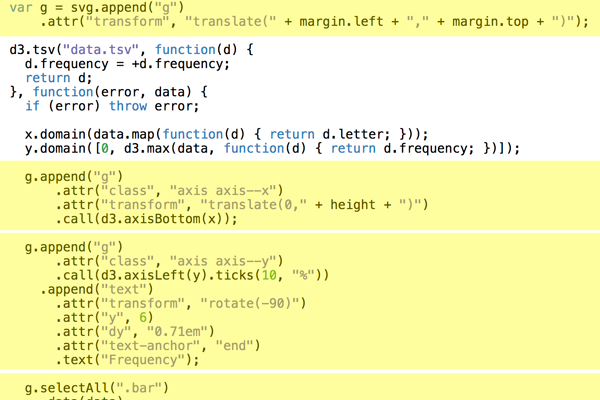 var g = svg.append("g")
    .attr("transform", "translate(" + margin.left + "," + margin.top + ")");
d3.tsv("data.tsv", function(d) {
  d.frequency = +d.frequency;
  return d;
}, function(error, data) {
  if (error) throw error;
  x.domain(data.map(function(d) { return d.letter; }));
  y.domain([0, d3.max(data, function(d) { return d.frequency; })]);
  g.append("g")
      .attr("class", "axis axis--x")
      .attr("transform", "translate(0," + height + ")")
      .call(d3.axisBottom(x));
  g.append("g")
      .attr("class", "axis axis--y")
      .call(d3.axisLeft(y).ticks(10, "%"))
    .append("text")
      .attr("transform", "rotate(-90)")
      .attr("y", 6)
      .attr("dy", "0.71em")
      .attr("text-anchor", "end")
      .text("Frequency");
  g.selectAll(".bar")